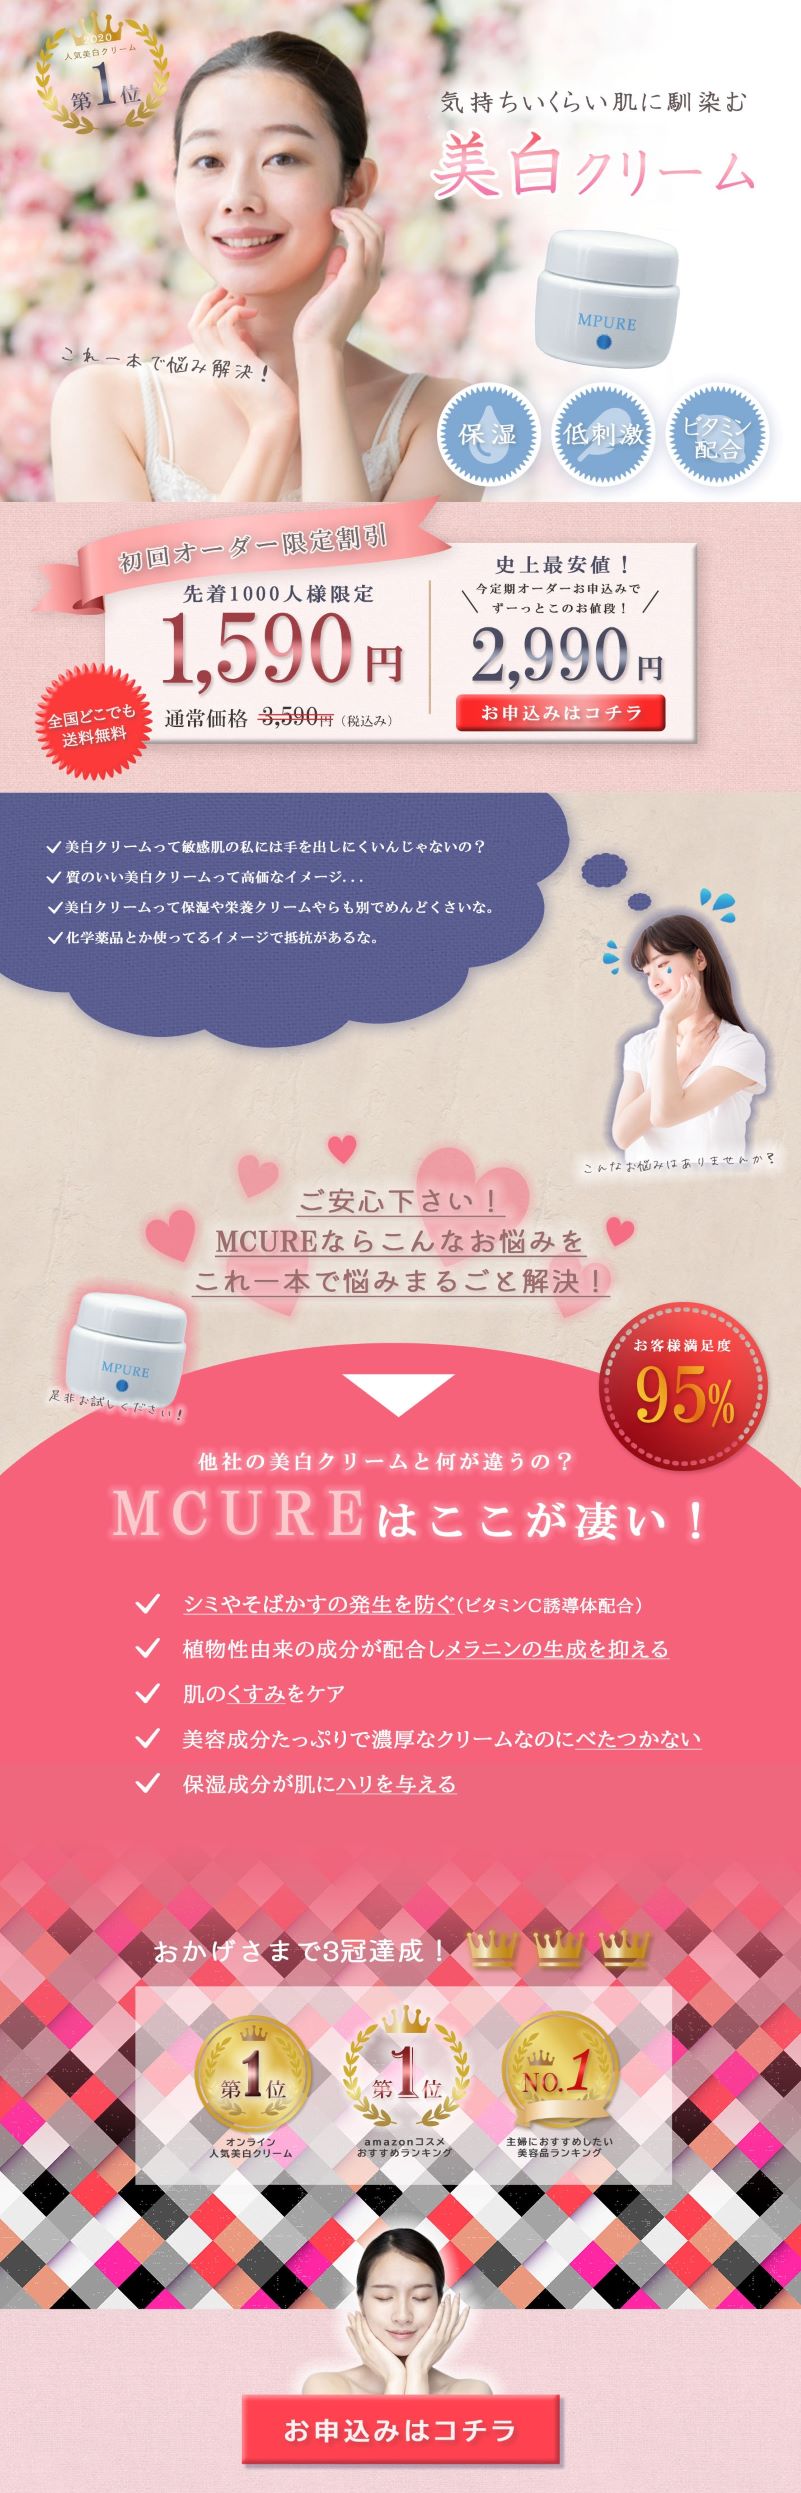 2020
人気美白クリーム
第1位
気持ちいくらい肌に馴染む
美白クリーム
MPURE
これ一本で悩み解決！
保湿
低刺激
ビタミン
配合
初回オーダー限定割引
先着1000人様限定
1,590円
通常価格 3,590円（税込み）
全国どこでも
送料無料
史上最安値！
今定期オーダーお申込みで
ずーっとこのお値段！
2,990円
お申込みはコチラ
美白クリームって敏感肌の私には手を出しにくいんじゃないの？
質のいい美白クリームって高価なイメージ...
美白クリームって保湿や栄養クリームやらも別でめんどくさいな。
化学薬品とか使ってるイメージで抵抗があるな。
こんなお悩みはありませんか？
ご安心下さい！
MCUREならこんなお悩みを
これ一本で悩みまるごと解決！
MPURE
是非お試しください！
お客様満足度
95%
他社の美白クリームと何が違うの？
MCUREはここが凄い！
シミやそばかすの発生を防ぐ（ビタミンC誘導体配合）
植物性由来の成分が配合しメラニンの生成を抑える
肌のくすみをケア
美容成分たっぷりで濃厚なクリームなのにべたつかない
保湿成分が肌にハリを与える
おかげさまで3冠達成！
第1位
オンライン
人気美白クリーム
第1位
amazonコスメ
おすすめランキング
NO.1
主婦におすすめしたい
美容品ランキング
お申込みはコチラ